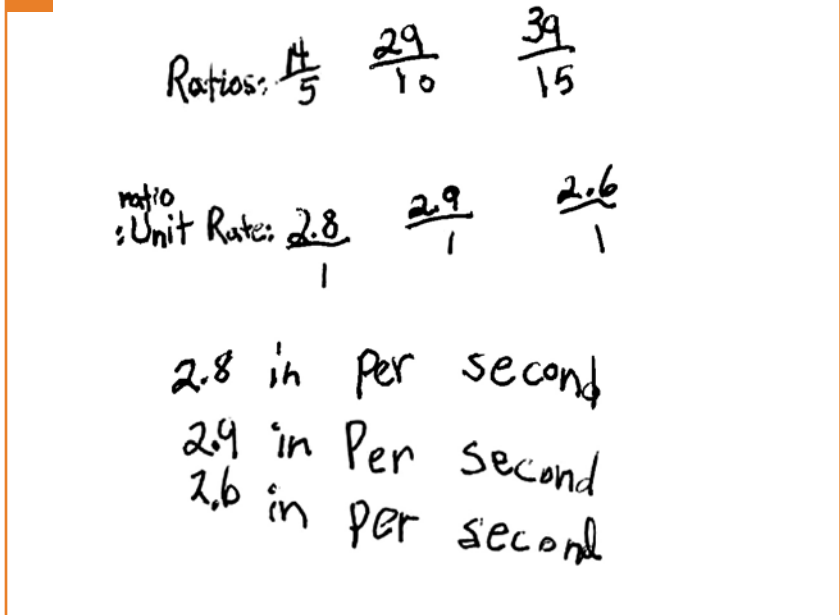 Ratios: 14/5 29/10 39/15
ratio
:Unit Rate: 2.8/1 2.9/1 2.6/1
2.8 in per second
2.9 in Per second
2.6 in per second